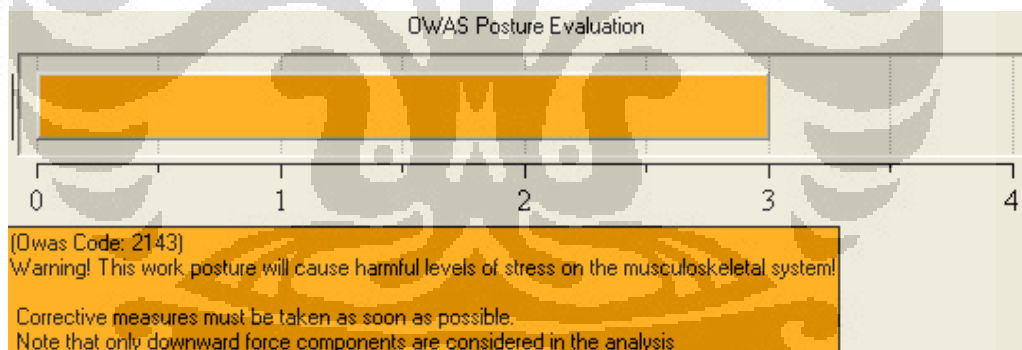 OWAS Posture Evaluation
0 1 2 3 4
(Owas Code: 2143)
Warning! This work posture will cause harmful levels of stress on the musculoskeletal system!
Corrective measures must be taken as soon as possible.
Note that only downward force components are considered in the analysis